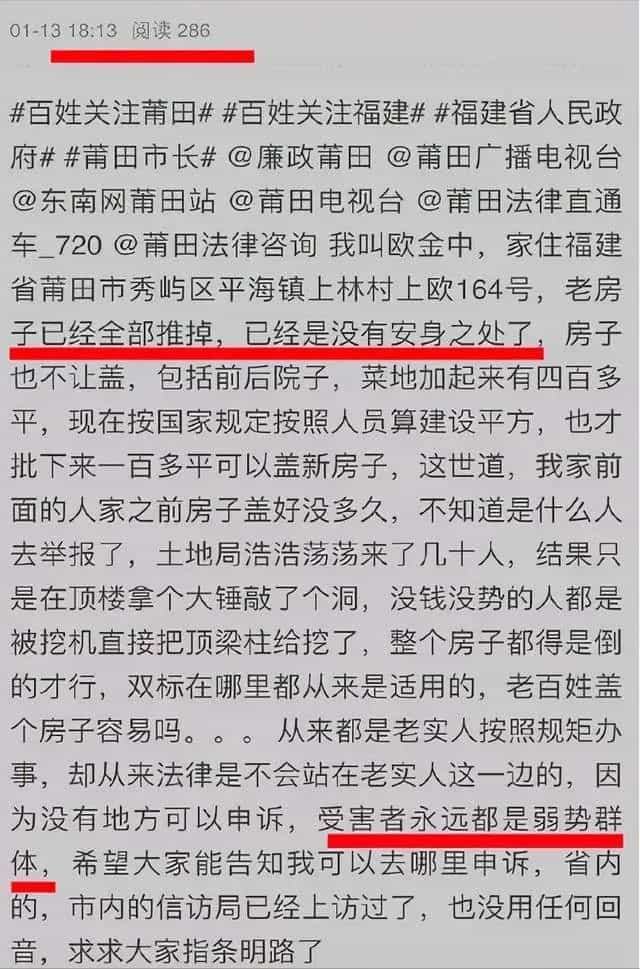 01-13 18:13 阅读 286
#百姓关注莆田# #百姓关注福建# #福建省人民政
府# #莆田市长# @廉政莆田 @莆田广播电视台
@东南网莆田站 @莆田电视台 @莆田法律直通
车_720 @莆田法律咨询 我叫欧金中，家住福建
省莆田市秀屿区平海镇上林村上欧164号，老房
子已经全部推掉，已经是没有安身之处了，房子
也不让盖，包括前后院子，菜地加起来有四百多
平，现在按国家规定按照人员算建设平方，也才
批下来一百多平可以盖新房子，这世道，我家前
面的人家之前房子盖好没多久，不知道是什么人
去举报了，土地局浩浩荡荡来了几十人，结果只
是在顶楼拿个大锤敲了个洞，没钱没势的人都是
被挖机直接把顶梁柱给挖了，整个房子都得是倒
的才行，双标在哪里都从来是适用的，老百姓盖
个房子容易吗。。。从来都是老实人按照规矩办
事，却从来法律是不会站在老实人这一边的，因
为没有地方可以申诉，受害者永远都是弱势群
体，希望大家能告知我可以去哪里申诉，省内
的，市内的信访局已经上访过了，也没用任何回
音，求求大家指条明路了